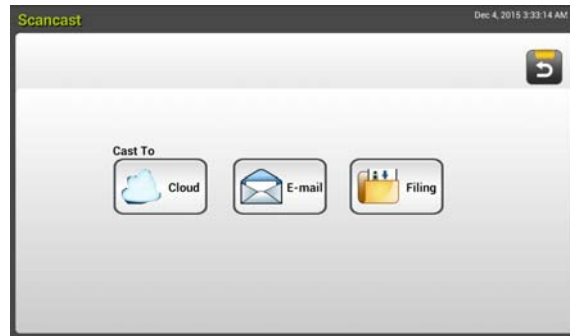 Scancast
Dec 4, 2015 3:33:14 AM
Cast To
Cloud
E-mail
Filing